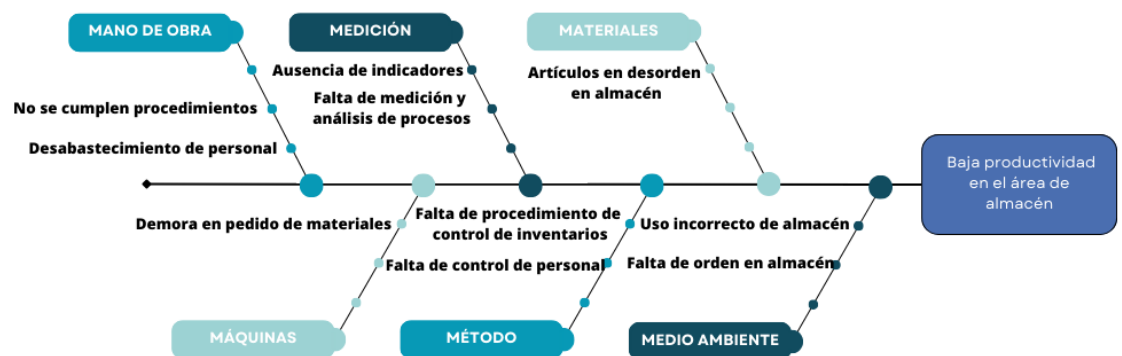 MANO DE OBRA
MEDICIÓN
MATERIALES
Ausencia de indicadores
Artículos en desorden
en almacén
No se cumplen procedimientos
Falta de medición y
análisis de procesos
Desabastecimiento de personal
Baja productividad
en el área de
almacén
Demora en pedido de materiales
Falta de procedimiento de
control de inventarios
Uso incorrecto de almacén
Falta de control de personal
Falta de orden en almacén
MÁQUINAS
MÉTODO
MEDIO AMBIENTE